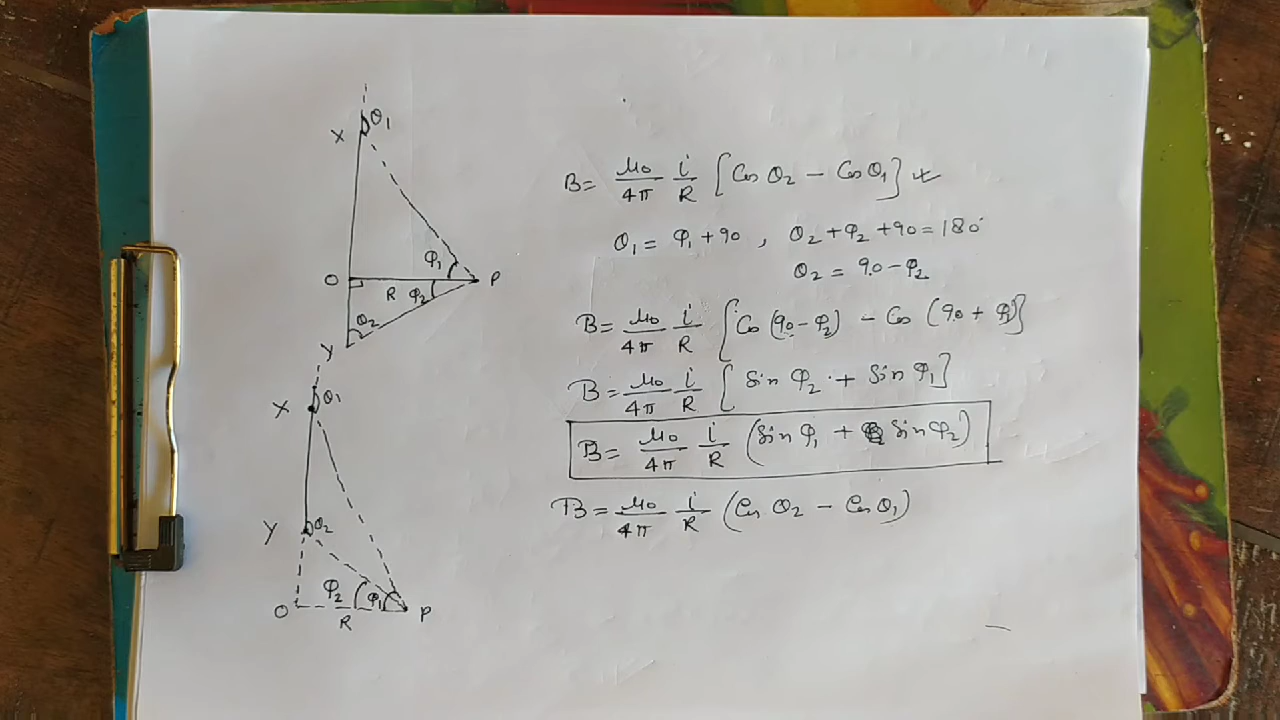 X θ₁
O R φ₁ φ₂ P
θ₂
Y
X θ₁
Y θ₂
φ₂ φ₁
O R P
B = μ₀/4π i/R [Cos θ₂ − Cos θ₁]
θ₁ = φ₁ + 90 , θ₂ + φ₂ + 90 = 180°
θ₂ = 90 − φ₂
B = μ₀/4π i/R [Cos (90 − φ₂) − Cos (90 + φ₁)]
B = μ₀/4π i/R [Sin φ₂ + Sin φ₁]
B = μ₀/4π i/R (Sin φ₁ + Sin φ₂)
B = μ₀/4π i/R (Cos θ₂ − Cos θ₁)